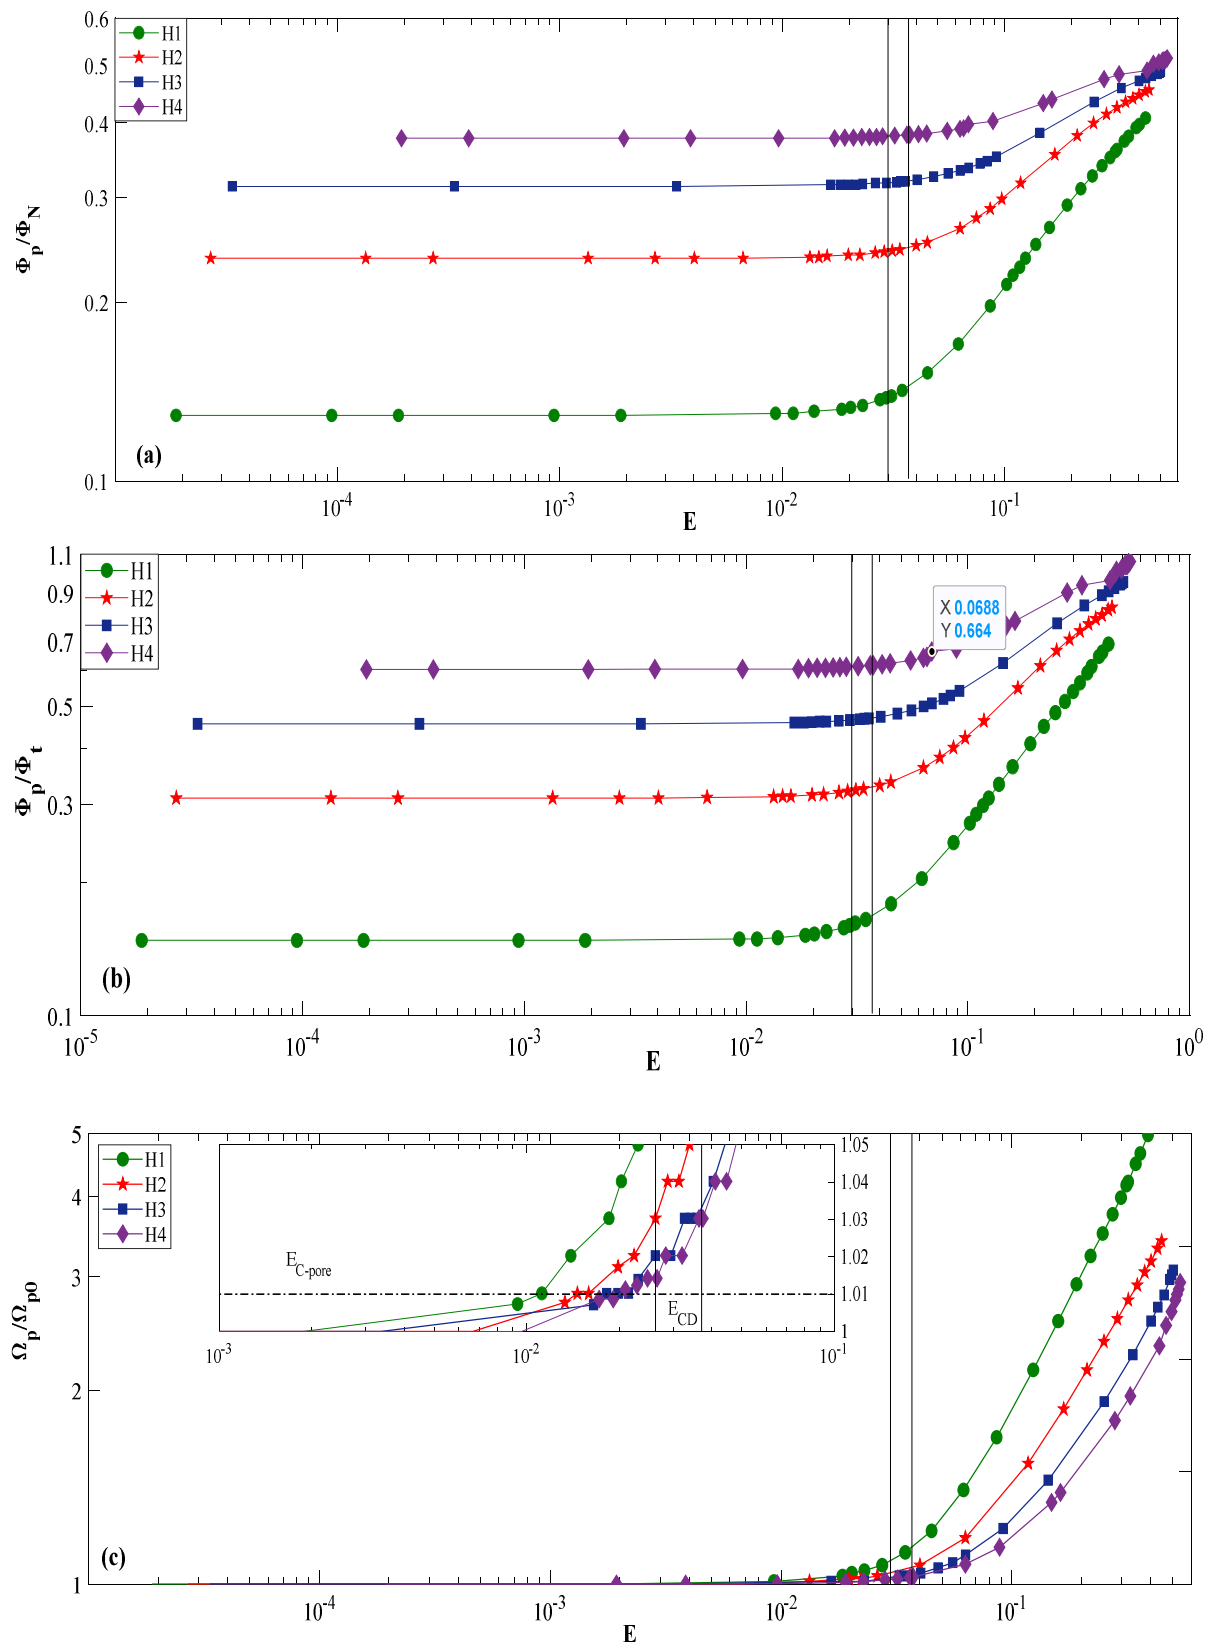 0.6
0.5
0.4
0.3
0.2
0.1
Φp/ΦN
H1
H2
H3
H4
(a)
10-4
10-3
10-2
10-1
E
1.1
0.9
0.7
0.5
0.3
0.1
Φp/Φt
H1
H2
H3
H4
X 0.0688
Y 0.664
(b)
10-5
10-4
10-3
10-2
10-1
100
E
5
4
3
2
1
Ωp/Ωp0
H1
H2
H3
H4
1.05
1.04
1.03
1.02
1.01
1
EC-pore
ECD
10-3
10-2
10-1
(c)
10-4
10-3
10-2
10-1
E